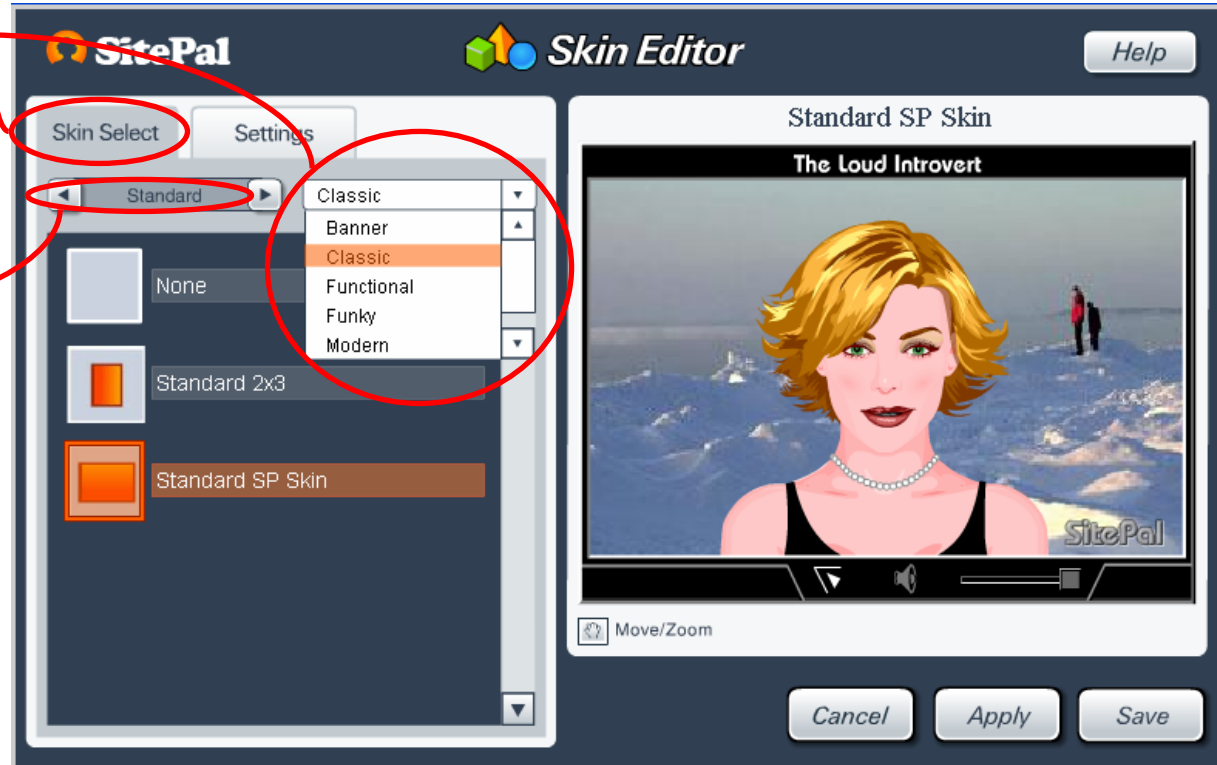 SitePal
Skin Editor
Help
Skin Select
Settings
Standard
Classic
Banner
Classic
Functional
Funky
Modern
None
Standard 2x3
Standard SP Skin
Standard SP Skin
The Loud Introvert
SitePal
Move/Zoom
Cancel
Apply
Save